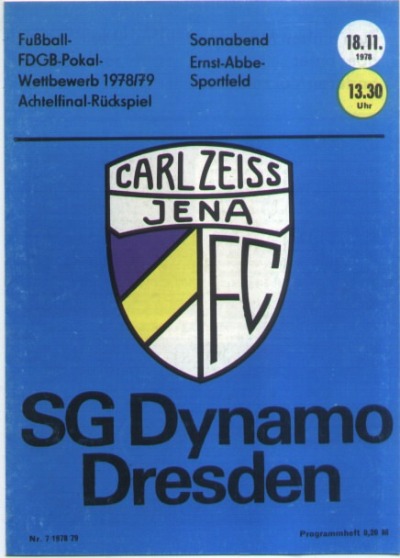 Fußball-
FDGB-Pokal-
Wettbewerb 1978/79
Achtelfinal-Rückspiel
Sonnabend
Ernst-Abbe-
Sportfeld
18.11.
1978
13.30
Uhr
CARL ZEISS
JENA
FC
SG Dynamo
Dresden
Nr. 7 1978 79
Programmheft 0,30 M